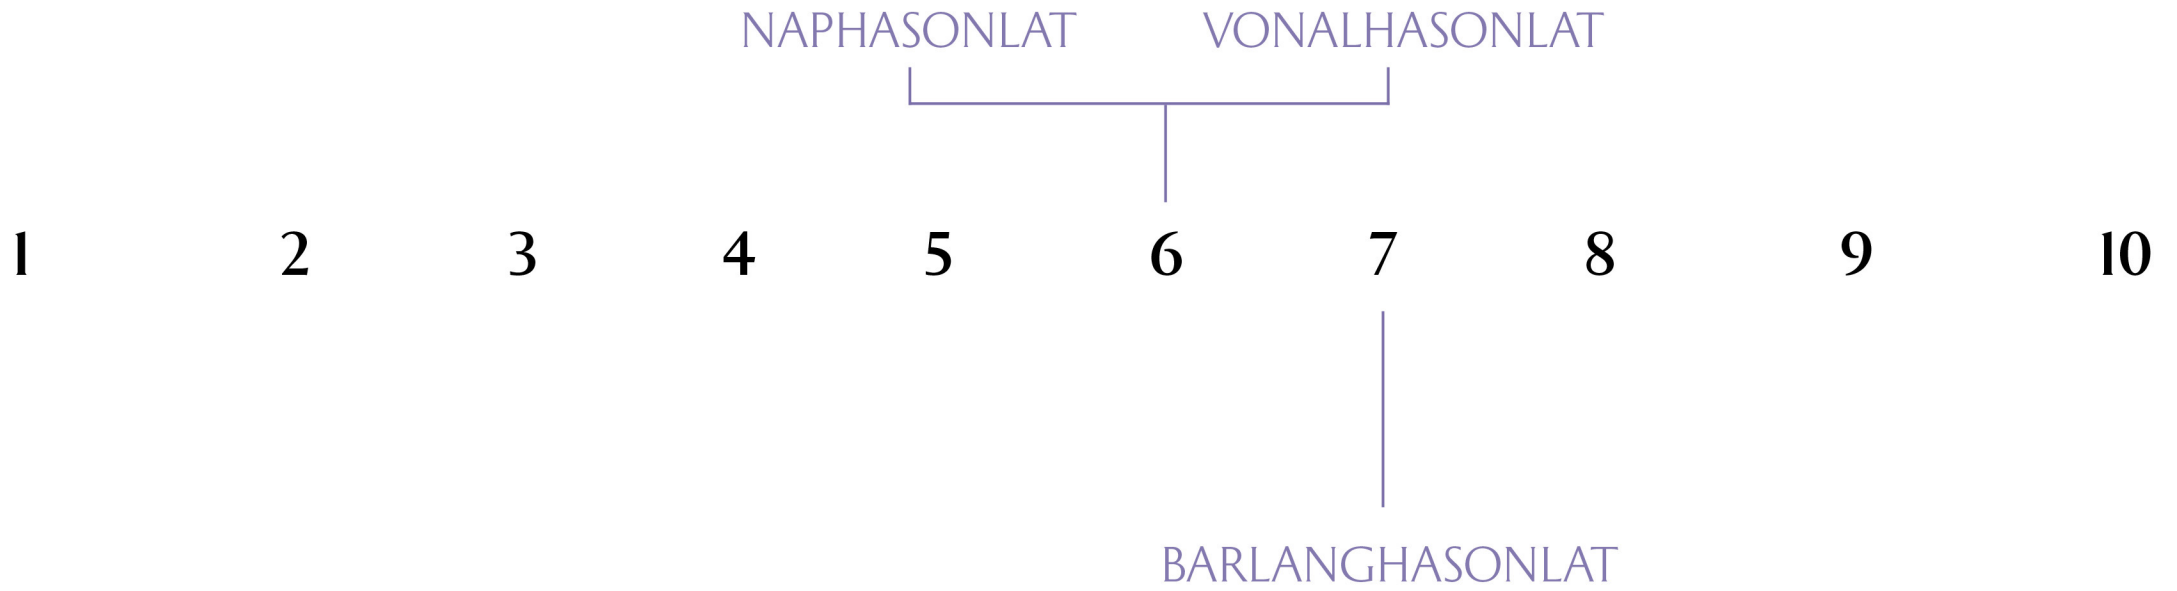 NAPHASONLAT VONALHASONLAT
1 2 3 4 5 6 7 8 9 10
BARLANGHASONLAT